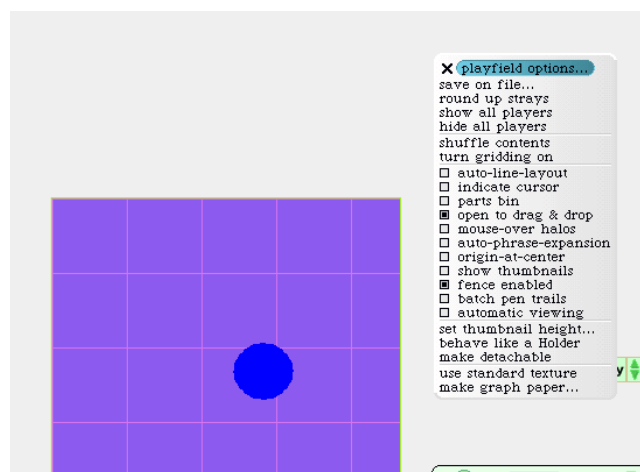 playfield options...
save on file...
round up strays
show all players
hide all players
shuffle contents
turn gridding on
auto-line-layout
indicate cursor
parts bin
open to drag & drop
mouse-over halos
auto-phrase-expansion
origin-at-center
show thumbnails
fence enabled
batch pen trails
automatic viewing
set thumbnail height...
behave like a Holder
make detachable
use standard texture
y
make graph paper...